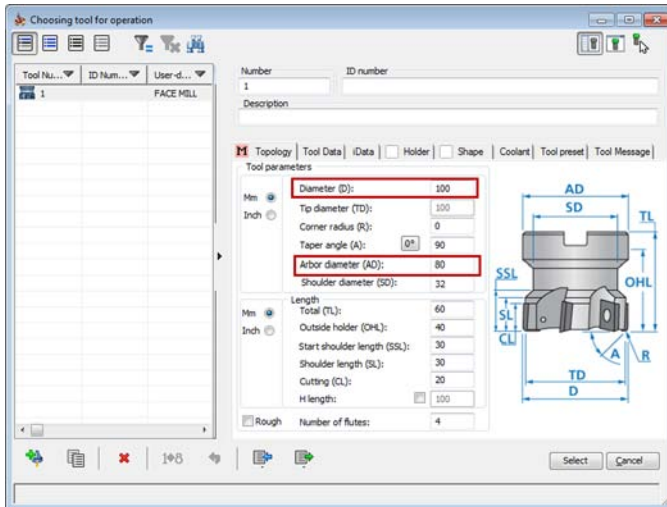 Choosing tool for operation
Tool Nu... ID Num... User-d...
1 FACE MILL
Number ID number
1
Description
M Topology Tool Data iData Holder Shape Coolant Tool preset Tool Message
Tool parameters
Mm
Inch
Diameter (D): 100
Tip diameter (TD): 100
Corner radius (R): 0
Taper angle (A): 0° 90
Arbor diameter (AD): 80
Shoulder diameter (SD): 32
Length
Mm
Inch
Total (TL): 60
Outside holder (OHL): 40
Start shoulder length (SSL): 30
Shoulder length (SL): 30
Cutting (CL): 20
H length: 100
Rough Number of flutes: 4
AD
SD
TL
SSL
OHL
SL
CL
A
R
TD
D
Select Cancel